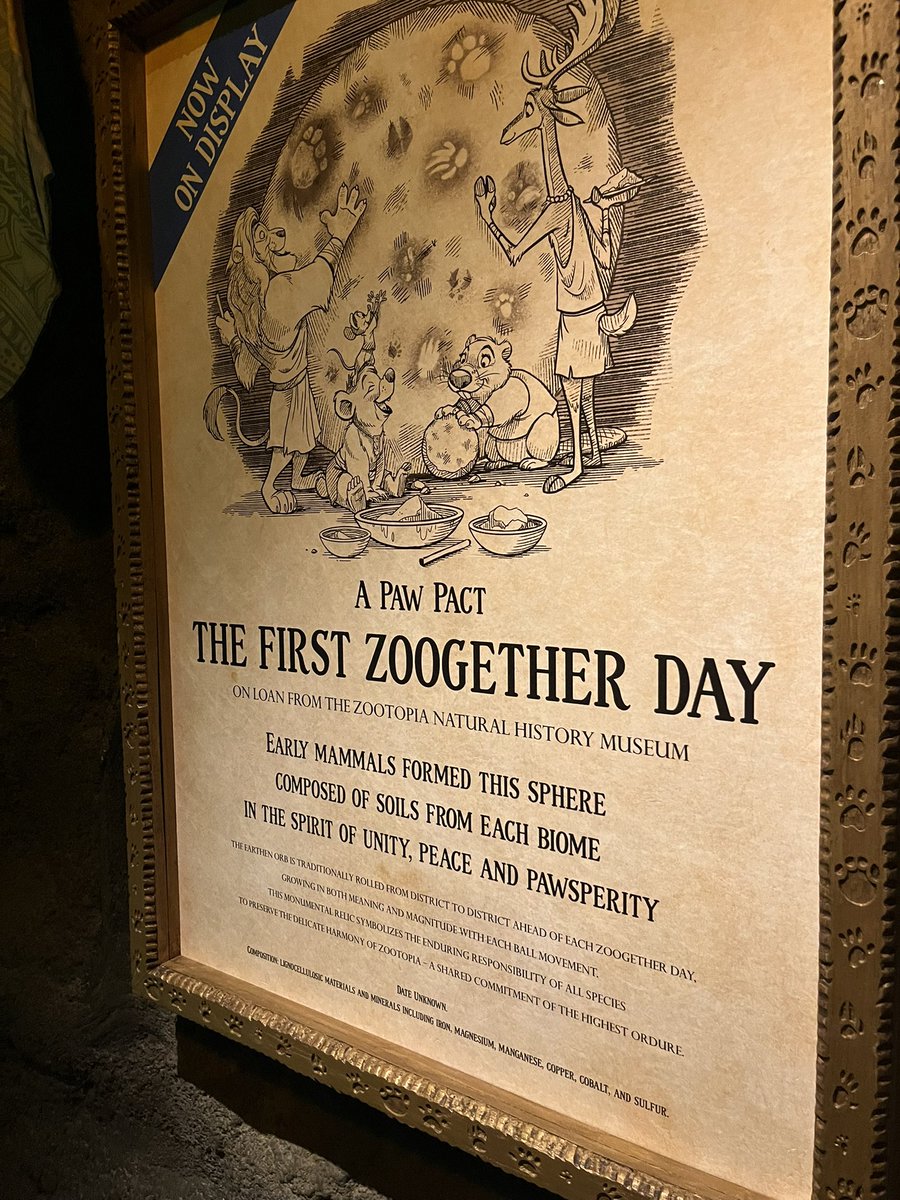 NOW
ON DISPLAY
A PAW PACT
THE FIRST ZOOGETHER DAY
ON LOAN FROM THE ZOOTOPIA NATURAL HISTORY MUSEUM
EARLY MAMMALS FORMED THIS SPHERE
COMPOSED OF SOILS FROM EACH BIOME
IN THE SPIRIT OF UNITY, PEACE AND PAWSPERITY
THE EARTHEN ORB IS TRADITIONALLY ROLLED FROM DISTRICT TO DISTRICT AHEAD OF EACH ZOOGETHER DAY,
GROWING IN BOTH MEANING AND MAGNITUDE WITH EACH BALL MOVEMENT.
THIS MONUMENTAL RELIC SYMBOLIZES THE ENDURING RESPONSIBILITY OF ALL SPECIES
TO PRESERVE THE DELICATE HARMONY OF ZOOTOPIA – A SHARED COMMITMENT OF THE HIGHEST ORDURE.
DATE UNKNOWN.
COMPOSITION: LIGNOCELLULOSIC MATERIALS AND MINERALS INCLUDING IRON, MAGNESIUM, MANGANESE, COPPER, COBALT, AND SULFUR.